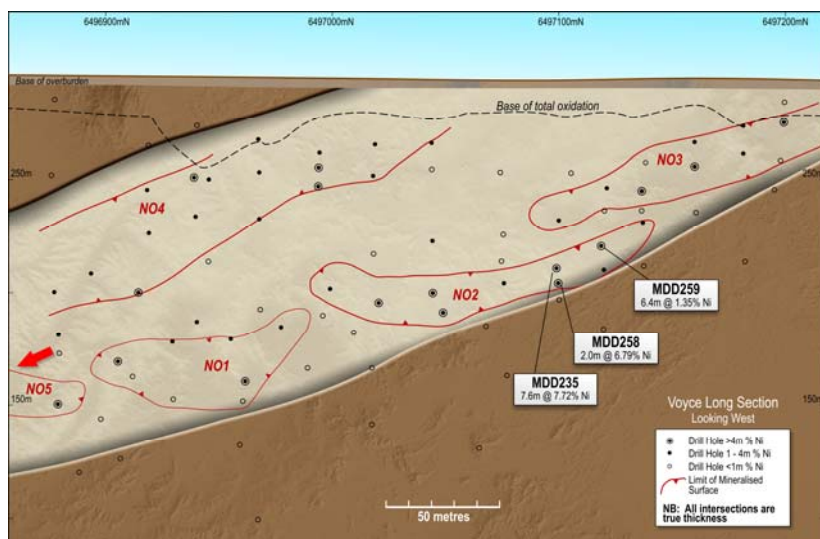 6496900mN
6497000mN
6497100mN
6497200mN
Base of overburden
Base of total oxidation
250m
250m
NO3
NO4
NO2
MDD259
6.4m @ 1.35% Ni
MDD258
2.0m @ 6.79% Ni
MDD235
7.6m @ 7.72% Ni
NO1
NO5
150m
150m
Voyce Long Section
Looking West
Drill Hole >4m % Ni
Drill Hole 1 - 4m % Ni
Drill Hole <1m % Ni
Limit of Mineralised
Surface
NB: All intersections are
true thickness
50 metres